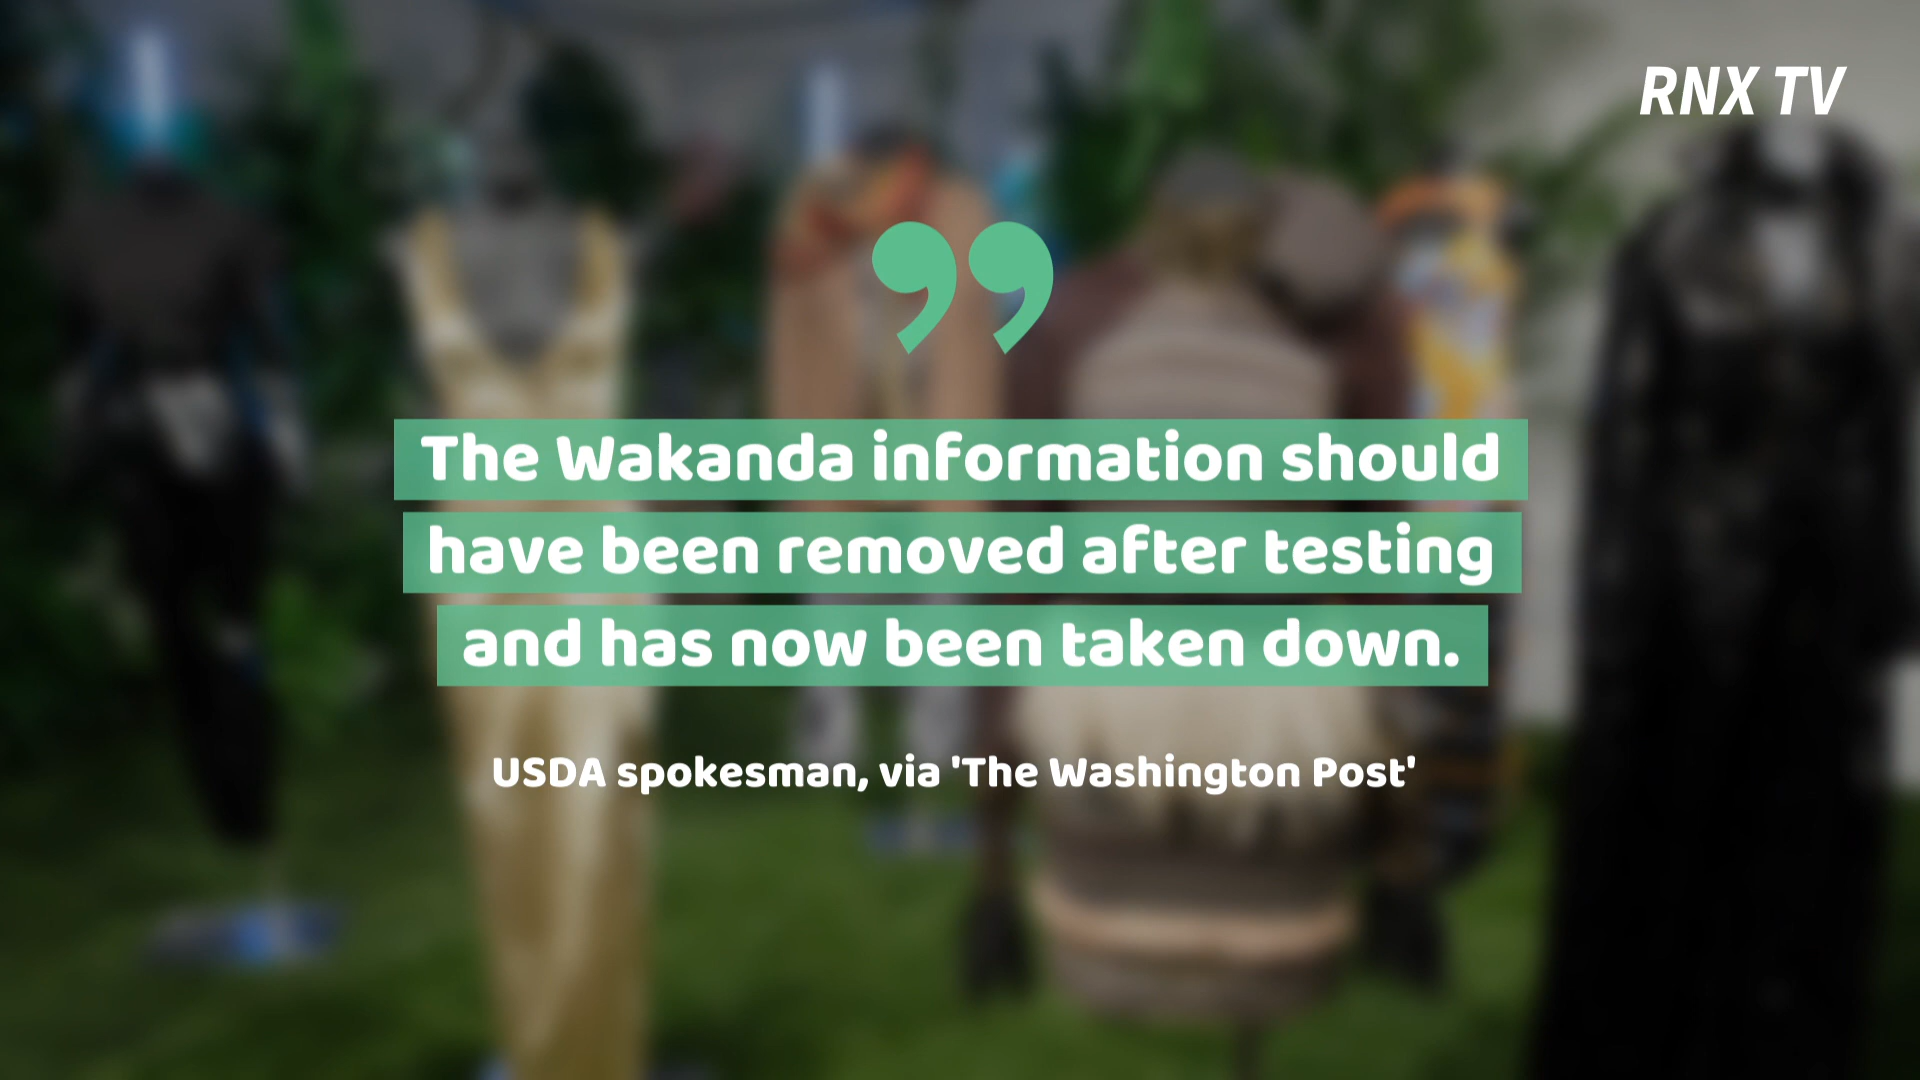 RNX TV
”
The Wakanda information should
have been removed after testing
and has now been taken down.
USDA spokesman, via 'The Washington Post'